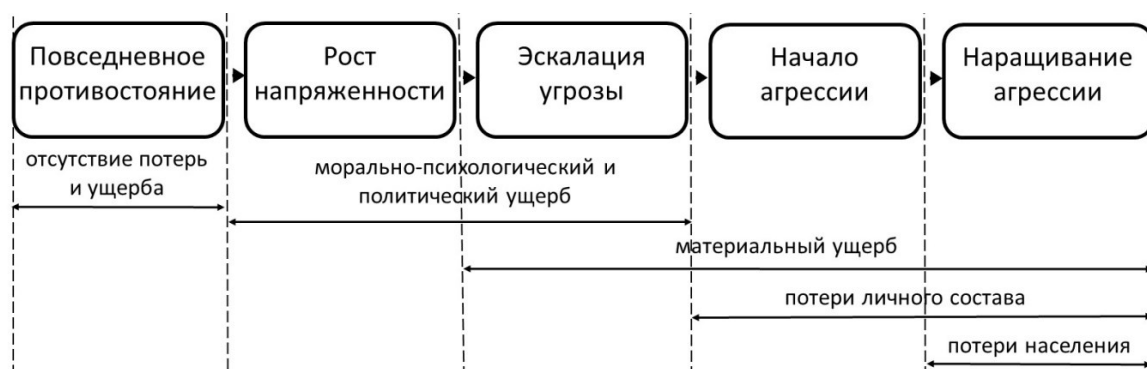 Повседневное
противостояние
Рост
напряженности
Эскалация
угрозы
Начало
агрессии
Наращивание
агрессии
отсутствие потерь
и ущерба
морально-психологический и
политический ущерб
материальный ущерб
потери личного состава
потери населения